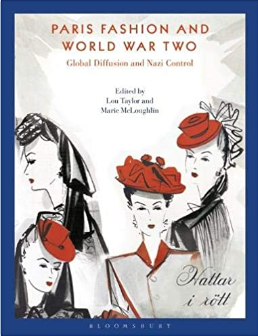 PARIS FASHION AND
WORLD WAR TWO
Global Diffusion and Nazi Control
Edited by
Lou Taylor and
Marie McLoughlin
Hattar
i rött
BLOOMSBURY